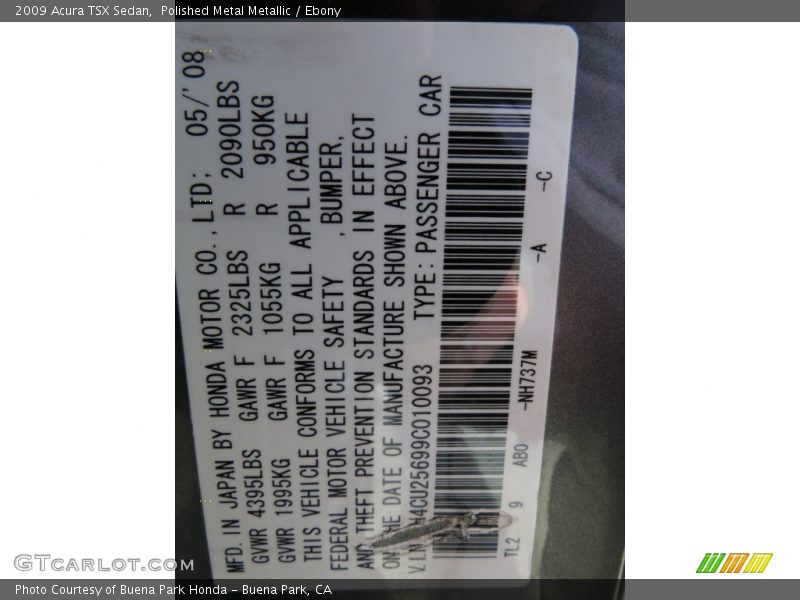 2009 Acura TSX Sedan, Polished Metal Metallic / Ebony
MFD. IN JAPAN BY HONDA MOTOR CO., LTD; 05/'08
GVWR 4395LBS GAWR F 2325LBS R 2090LBS
GVWR 1995KG GAWR F 1055KG R 950KG
THIS VEHICLE CONFORMS TO ALL APPLICABLE
FEDERAL MOTOR VEHICLE SAFETY , BUMPER,
AND THEFT PREVENTION STANDARDS IN EFFECT
ON THE DATE OF MANUFACTURE SHOWN ABOVE.
V.I.N. H4CU25699C010093 TYPE: PASSENGER CAR
TL2 9 AB0 -NH737M -A -C
GTCarLot.com
Photo Courtesy of Buena Park Honda - Buena Park, CA